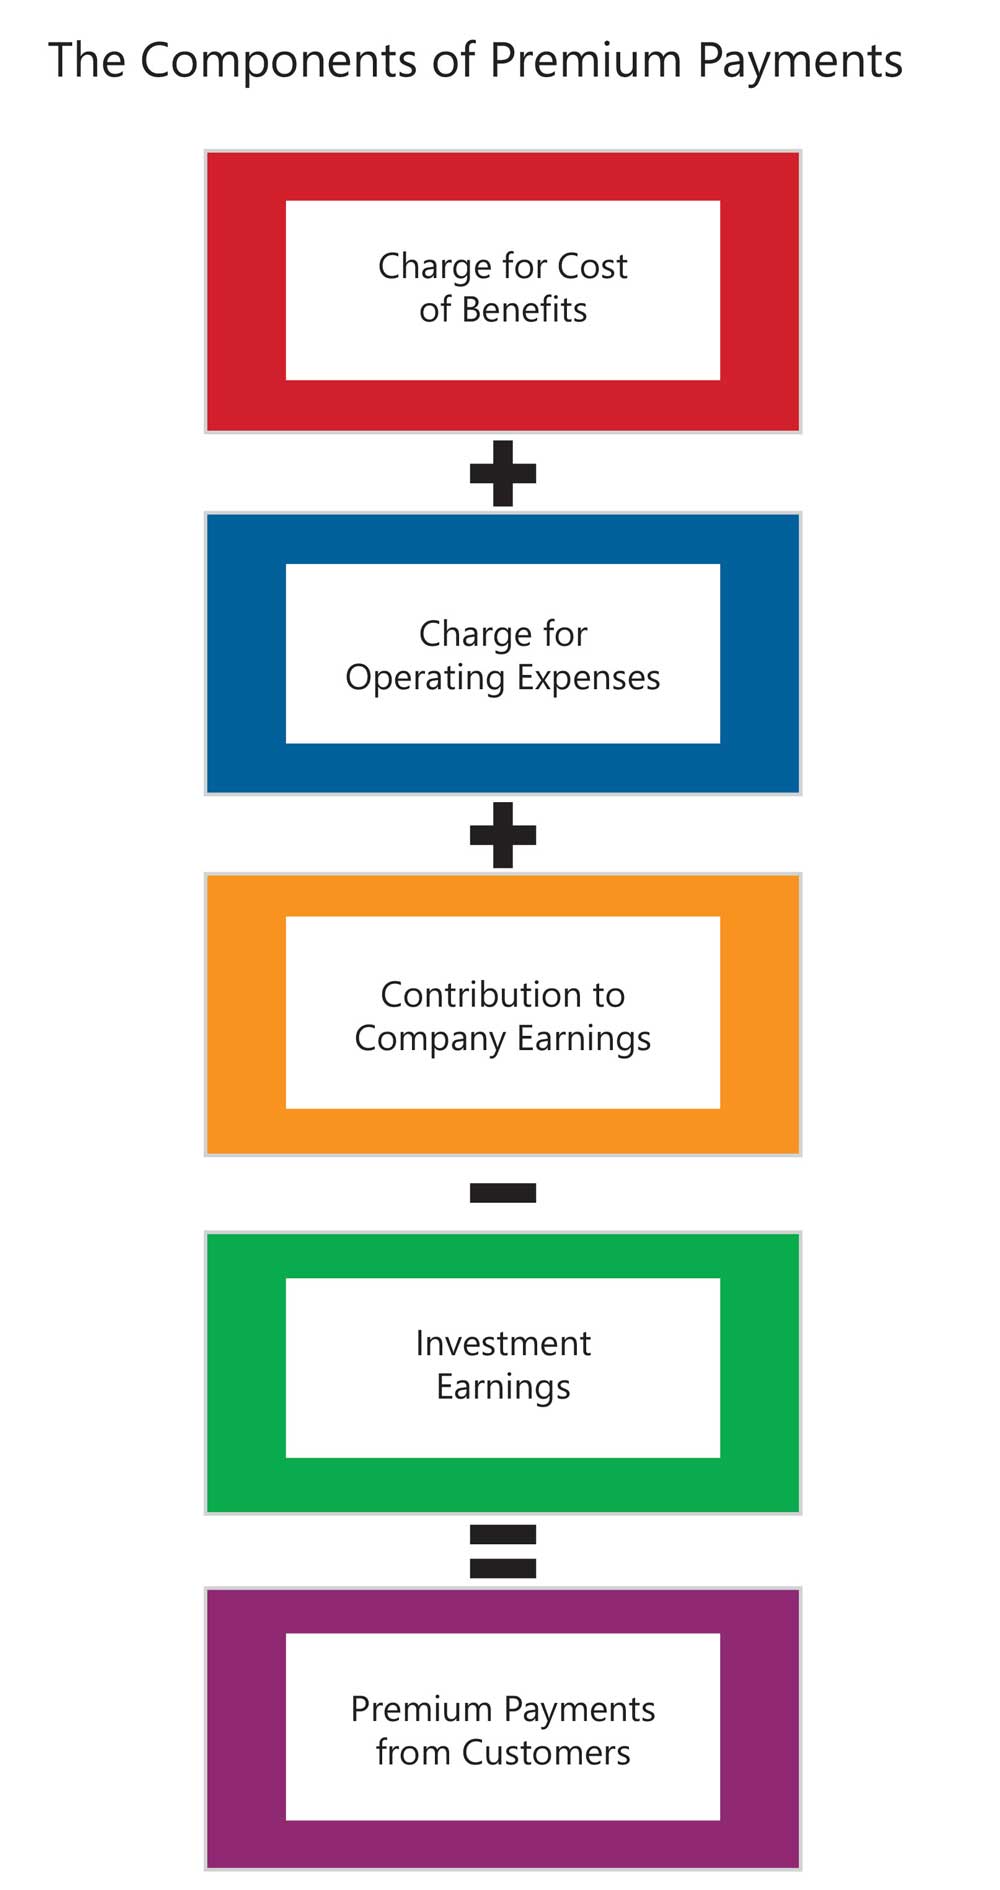 The Components of Premium Payments
Charge for Cost
of Benefits
+
Charge for
Operating Expenses
+
Contribution to
Company Earnings
-
Investment
Earnings
=
Premium Payments
from Customers